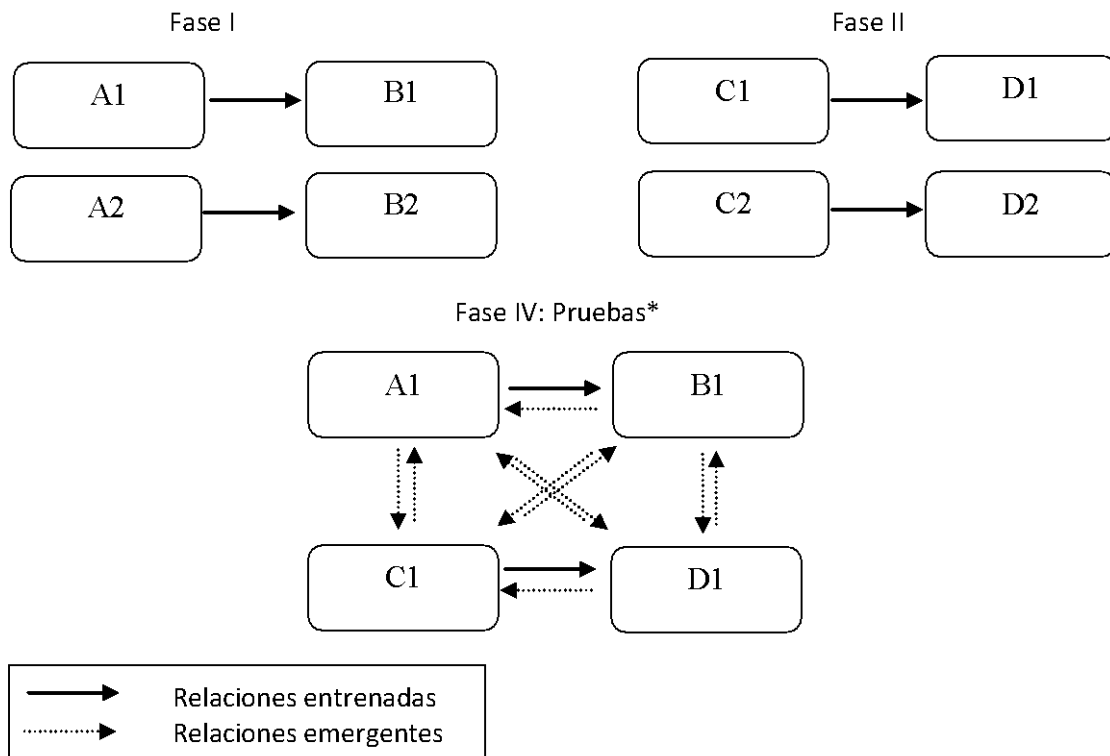 Fase I
Fase II
A1
B1
C1
D1
A2
B2
C2
D2
Fase IV: Pruebas*
A1
B1
C1
D1
Relaciones entrenadas
Relaciones emergentes